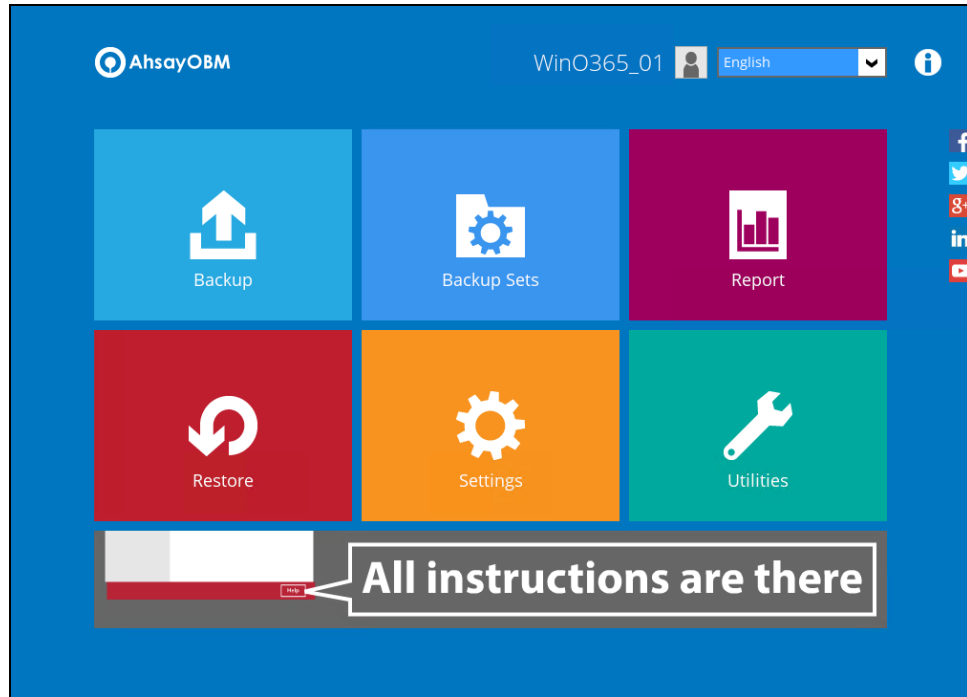 AhsayOBM
WinO365_01
English
Backup
Backup Sets
Report
Restore
Settings
Utilities
Help
All instructions are there